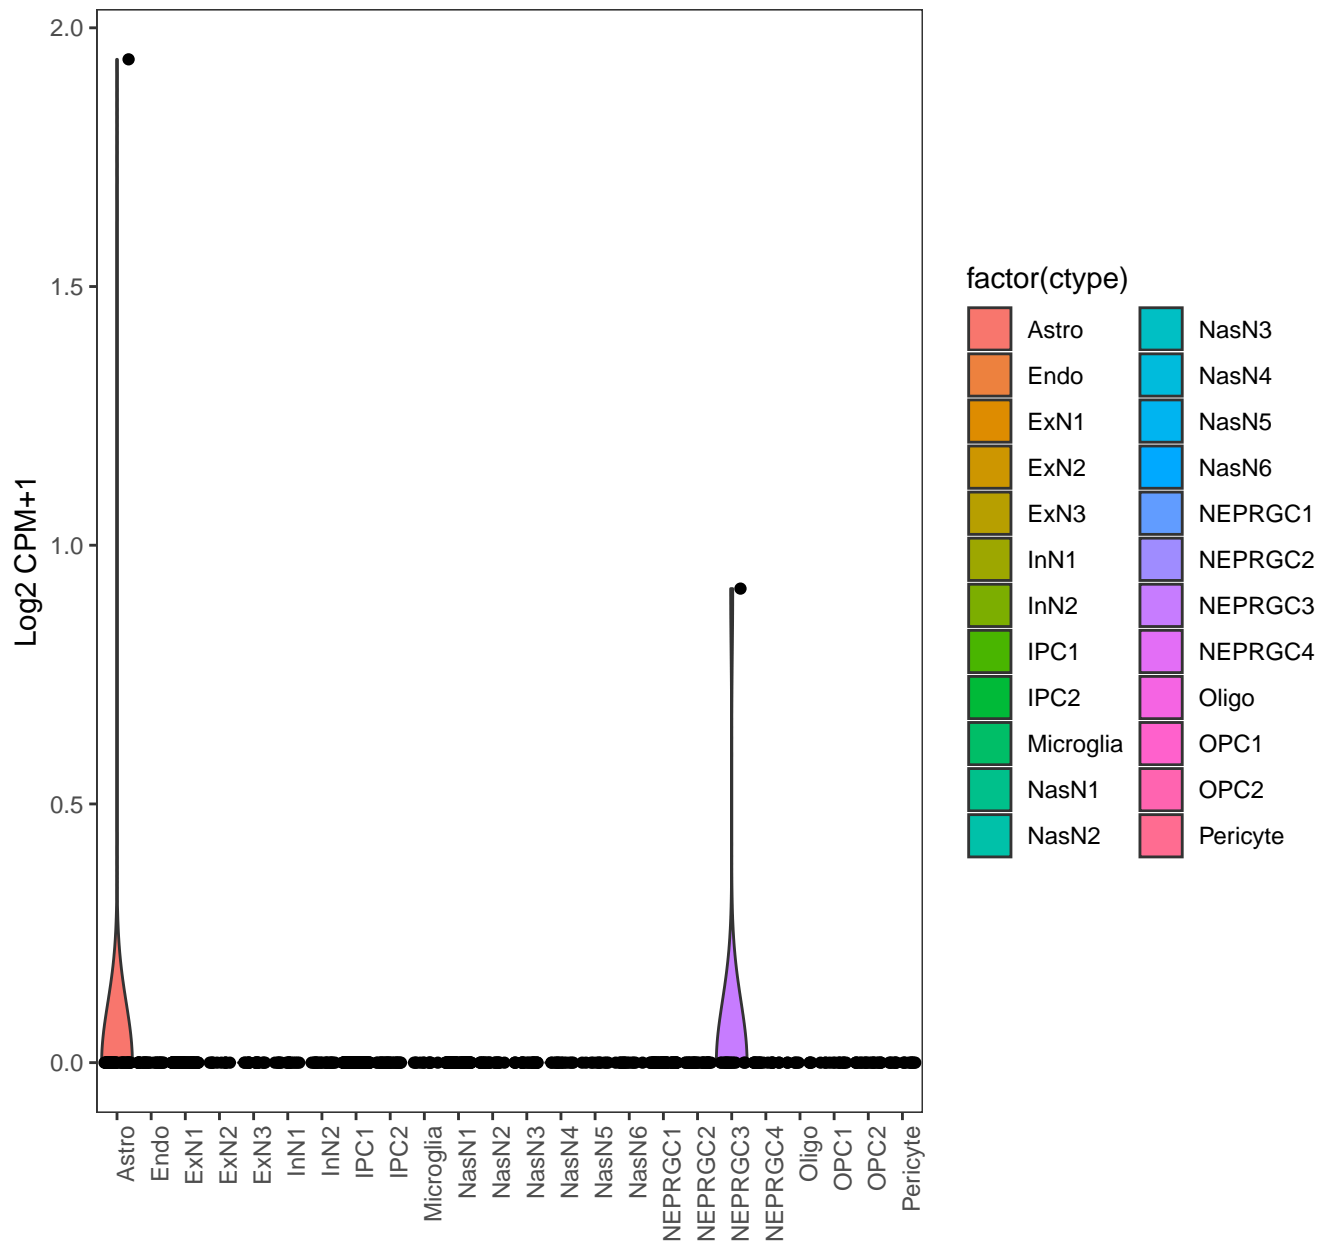 2.0
1.5
1.0
0.5
0.0
Log2 CPM+1
Astro
Endo
ExN1
ExN2
ExN3
InN1
InN2
IPC1
IPC2
Microglia
NasN1
NasN2
NasN3
NasN4
NasN5
NasN6
NEPRGC1
NEPRGC2
NEPRGC3
NEPRGC4
Oligo
OPC1
OPC2
Pericyte
factor(ctype)
Astro
Endo
ExN1
ExN2
ExN3
InN1
InN2
IPC1
IPC2
Microglia
NasN1
NasN2
NasN3
NasN4
NasN5
NasN6
NEPRGC1
NEPRGC2
NEPRGC3
NEPRGC4
Oligo
OPC1
OPC2
Pericyte